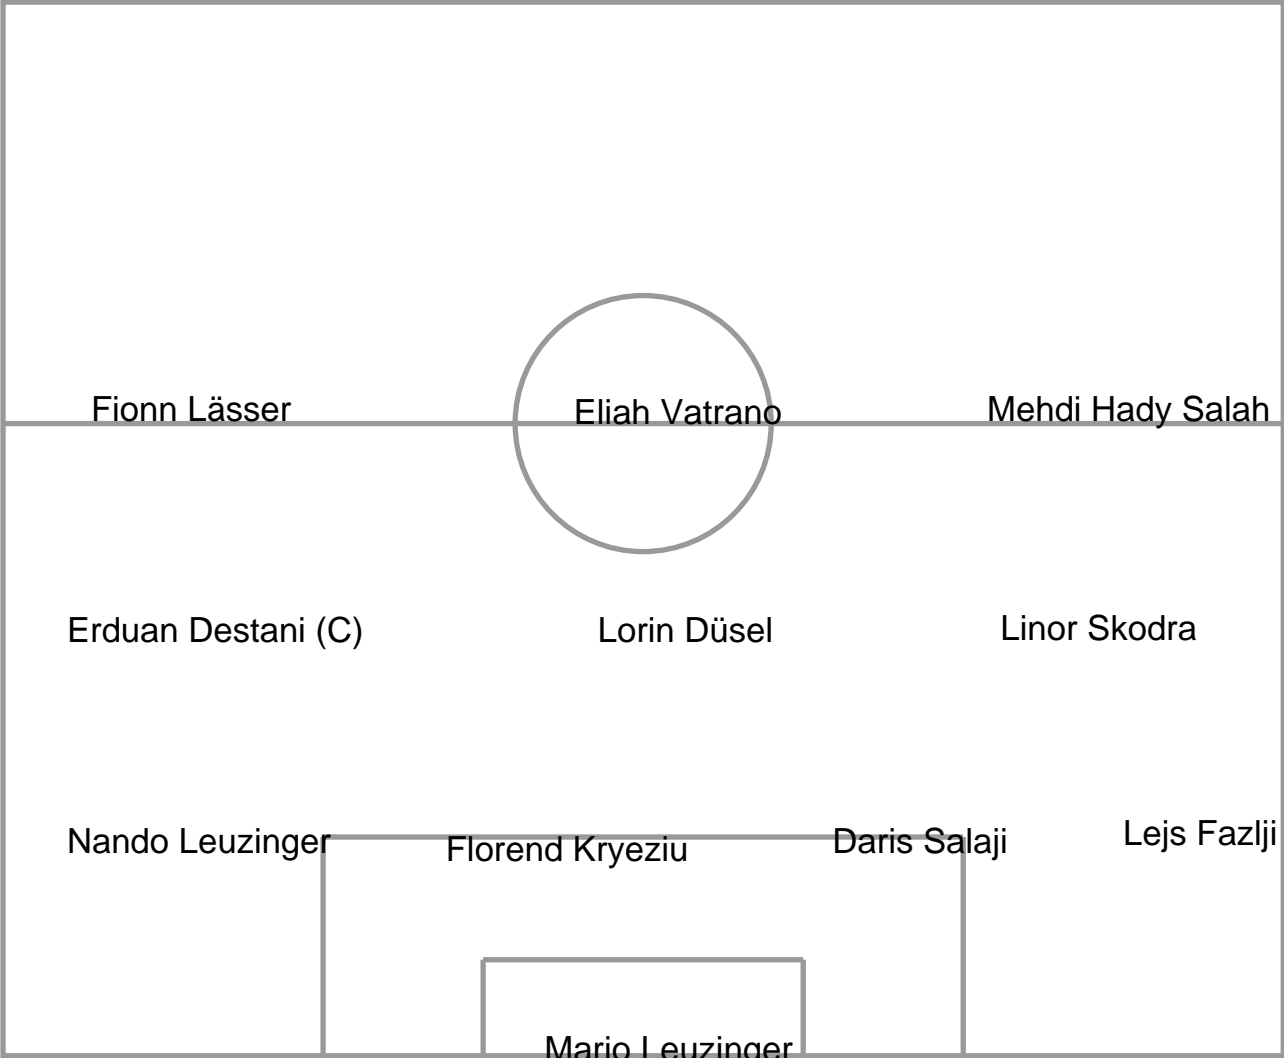 Fionn Lässer
Eliah Vatrano
Mehdi Hady Salah
Erduan Destani (C)
Lorin Düsel
Linor Skodra
Nando Leuzinger
Florend Kryeziu
Daris Salaji
Lejs Fazlji
Mario Leuzinger